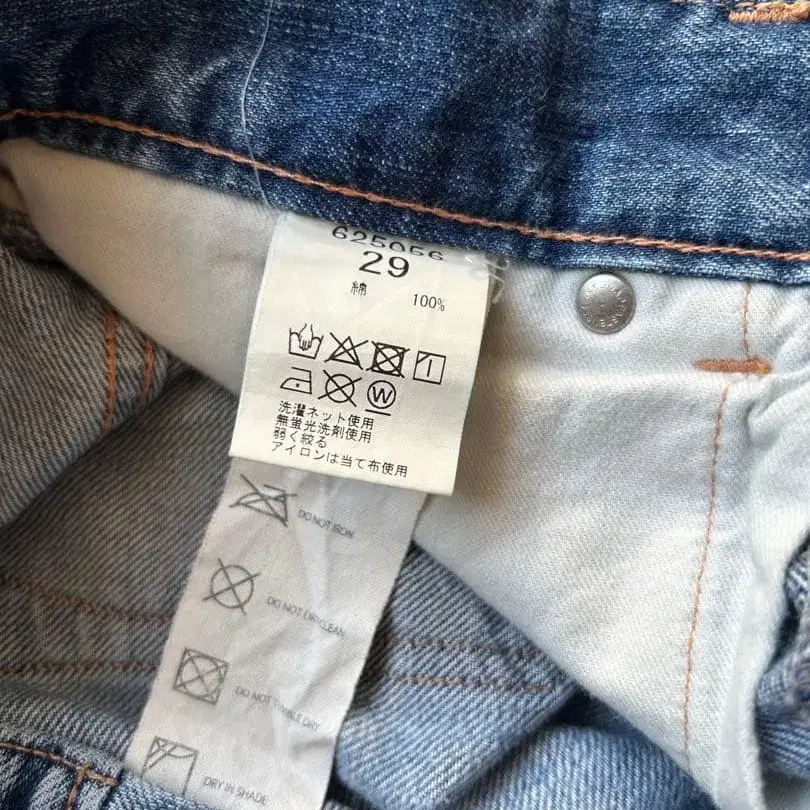 625056
29
綿 100%
W
洗濯ネット使用
無蛍光洗剤使用
弱く絞る
アイロンは当て布使用
DO NOT IRON
DO NOT DRYCLEAN
DO NOT TUMBLE DRY
DRY IN SHADE